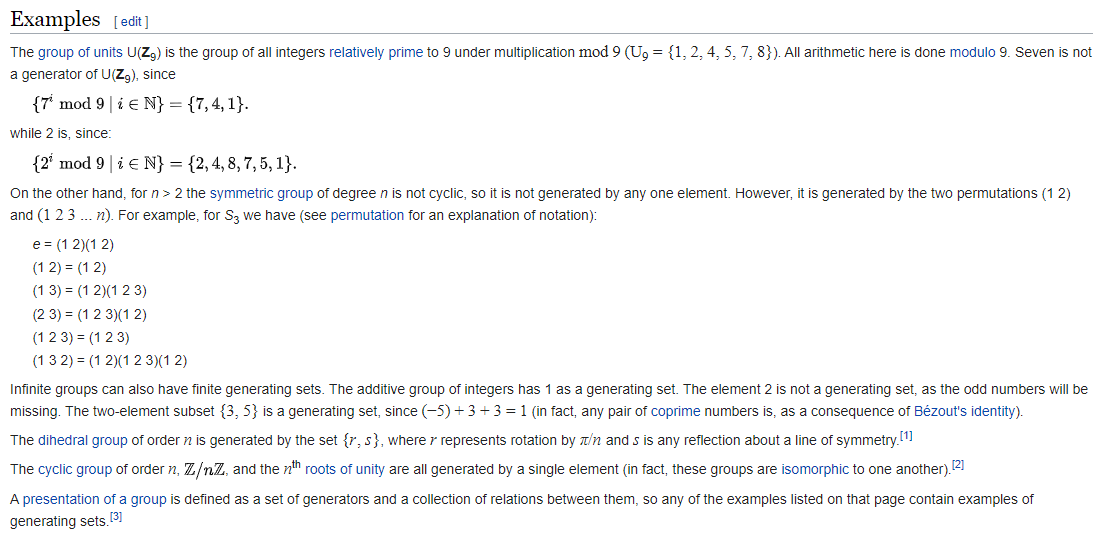 Examples [ edit ]
The group of units U(Z₉) is the group of all integers relatively prime to 9 under multiplication mod 9 (U₉ = {1, 2, 4, 5, 7, 8}). All arithmetic here is done modulo 9. Seven is not
a generator of U(Z₉), since
{7ⁱ mod 9 | i ∈ ℕ} = {7, 4, 1}.
while 2 is, since:
{2ⁱ mod 9 | i ∈ ℕ} = {2, 4, 8, 7, 5, 1}.
On the other hand, for n > 2 the symmetric group of degree n is not cyclic, so it is not generated by any one element. However, it is generated by the two permutations (1 2)
and (1 2 3 ... n). For example, for S₃ we have (see permutation for an explanation of notation):
e = (1 2)(1 2)
(1 2) = (1 2)
(1 3) = (1 2)(1 2 3)
(2 3) = (1 2 3)(1 2)
(1 2 3) = (1 2 3)
(1 3 2) = (1 2)(1 2 3)(1 2)
Infinite groups can also have finite generating sets. The additive group of integers has 1 as a generating set. The element 2 is not a generating set, as the odd numbers will be
missing. The two-element subset {3, 5} is a generating set, since (−5) + 3 + 3 = 1 (in fact, any pair of coprime numbers is, as a consequence of Bézout's identity).
The dihedral group of order n is generated by the set {r, s}, where r represents rotation by π/n and s is any reflection about a line of symmetry.[1]
The cyclic group of order n, ℤ/nℤ, and the nᵗʰ roots of unity are all generated by a single element (in fact, these groups are isomorphic to one another).[2]
A presentation of a group is defined as a set of generators and a collection of relations between them, so any of the examples listed on that page contain examples of
generating sets.[3]